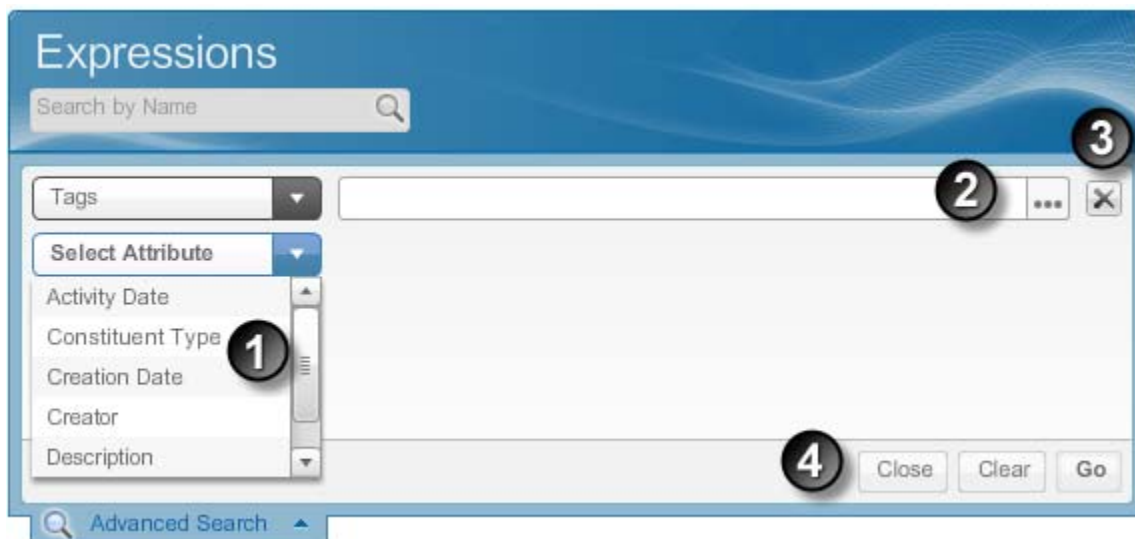 Expressions
Search by Name
3
Tags
2
...
Select Attribute
Activity Date
Constituent Type
1
Creation Date
Creator
Description
4
Close
Clear
Go
Advanced Search